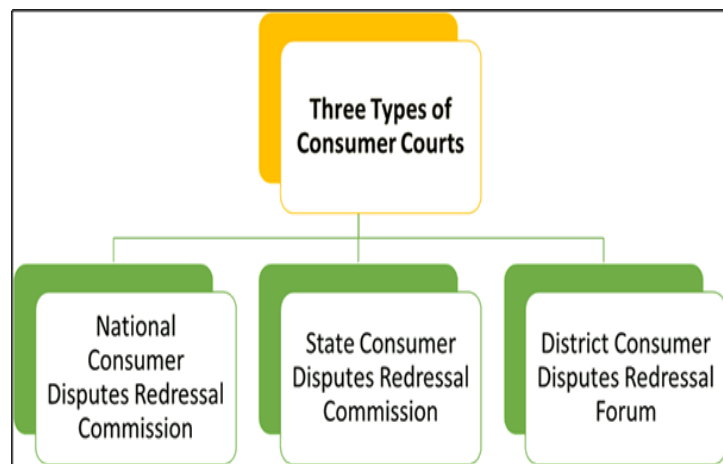 Three Types of
Consumer Courts
National
Consumer
Disputes Redressal
Commission
State Consumer
Disputes Redressal
Commission
District Consumer
Disputes Redressal
Forum